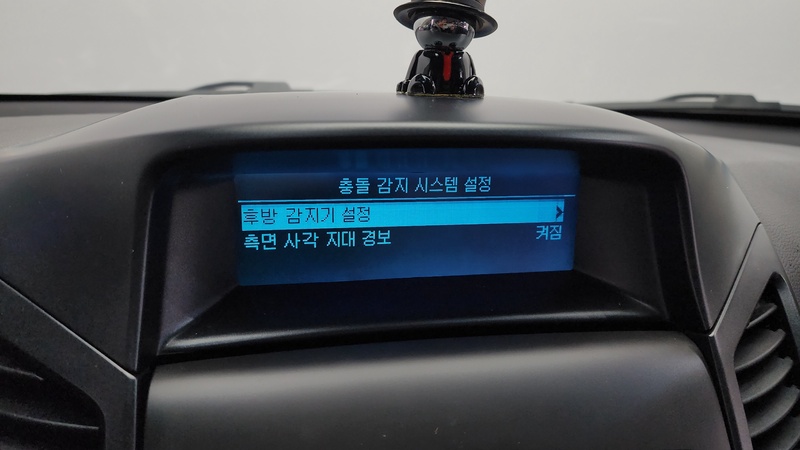 충돌 감지 시스템 설정
후방 감지기 설정
측면 사각 지대 경보 켜짐